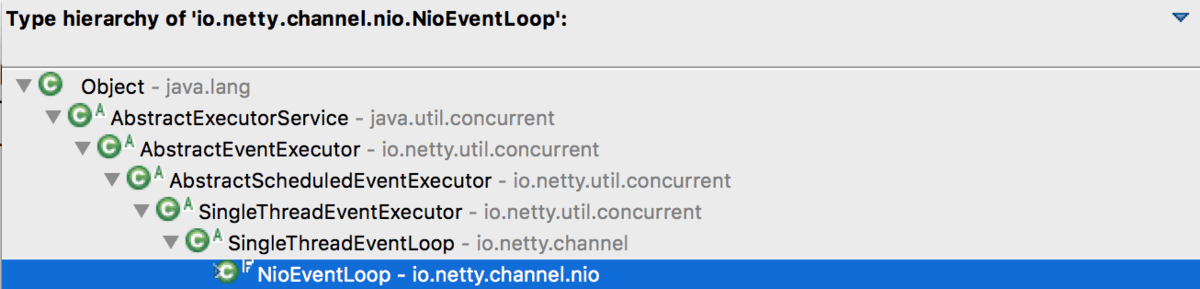 Type hierarchy of 'io.netty.channel.nio.NioEventLoop':
C Object - java.lang
C A AbstractExecutorService - java.util.concurrent
C A AbstractEventExecutor - io.netty.util.concurrent
C A AbstractScheduledEventExecutor - io.netty.util.concurrent
C A SingleThreadEventExecutor - io.netty.util.concurrent
C A SingleThreadEventLoop - io.netty.channel
C F NioEventLoop - io.netty.channel.nio